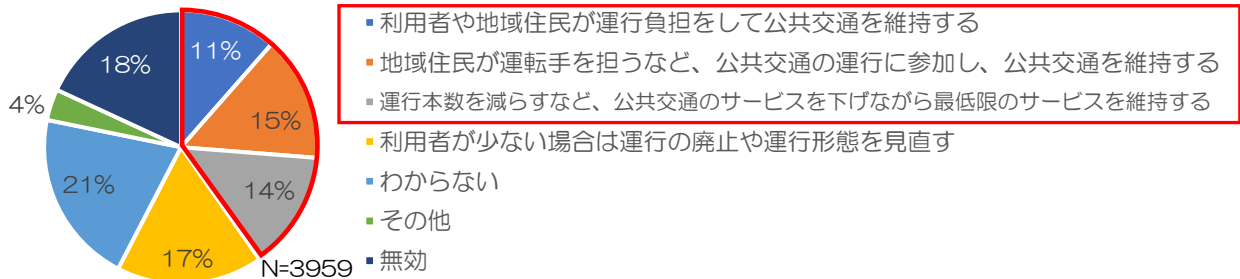 11%
15%
14%
17%
21%
4%
18%
N=3959
利用者や地域住民が運行負担をして公共交通を維持する
地域住民が運転手を担うなど、公共交通の運行に参加し、公共交通を維持する
運行本数を減らすなど、公共交通のサービスを下げながら最低限のサービスを維持する
利用者が少ない場合は運行の廃止や運行形態を見直す
わからない
その他
無効